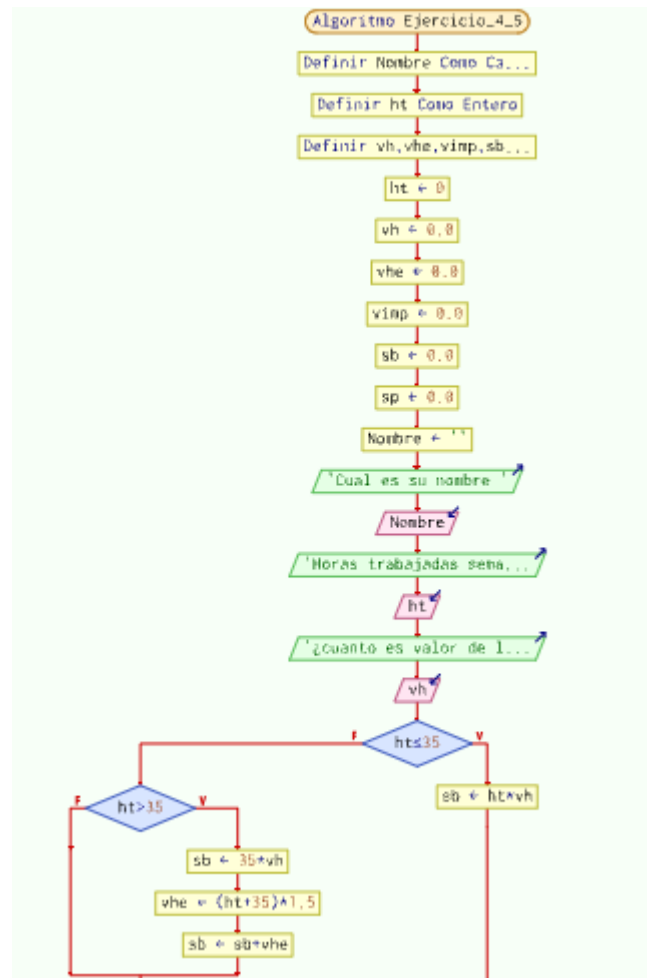 Algoritmo Ejercicio_4_5
Definir Nombre Como Ca...
Definir ht Como Entero
Definir vh,vhe,vimp,sb...
ht ← 0
vh ← 0.0
vhe ← 0.0
vimp ← 0.0
sb ← 0.0
sp ← 0.0
Nombre ← ''
'Cual es su nombre '
Nombre
'Horas trabajadas sema...
ht
'¿cuanto es valor de l...
vh
F
ht≤35
V
F
ht>35
V
sb ← ht*vh
sb ← 35*vh
vhe ← (ht+35)*1.5
sb ← sb+vhe